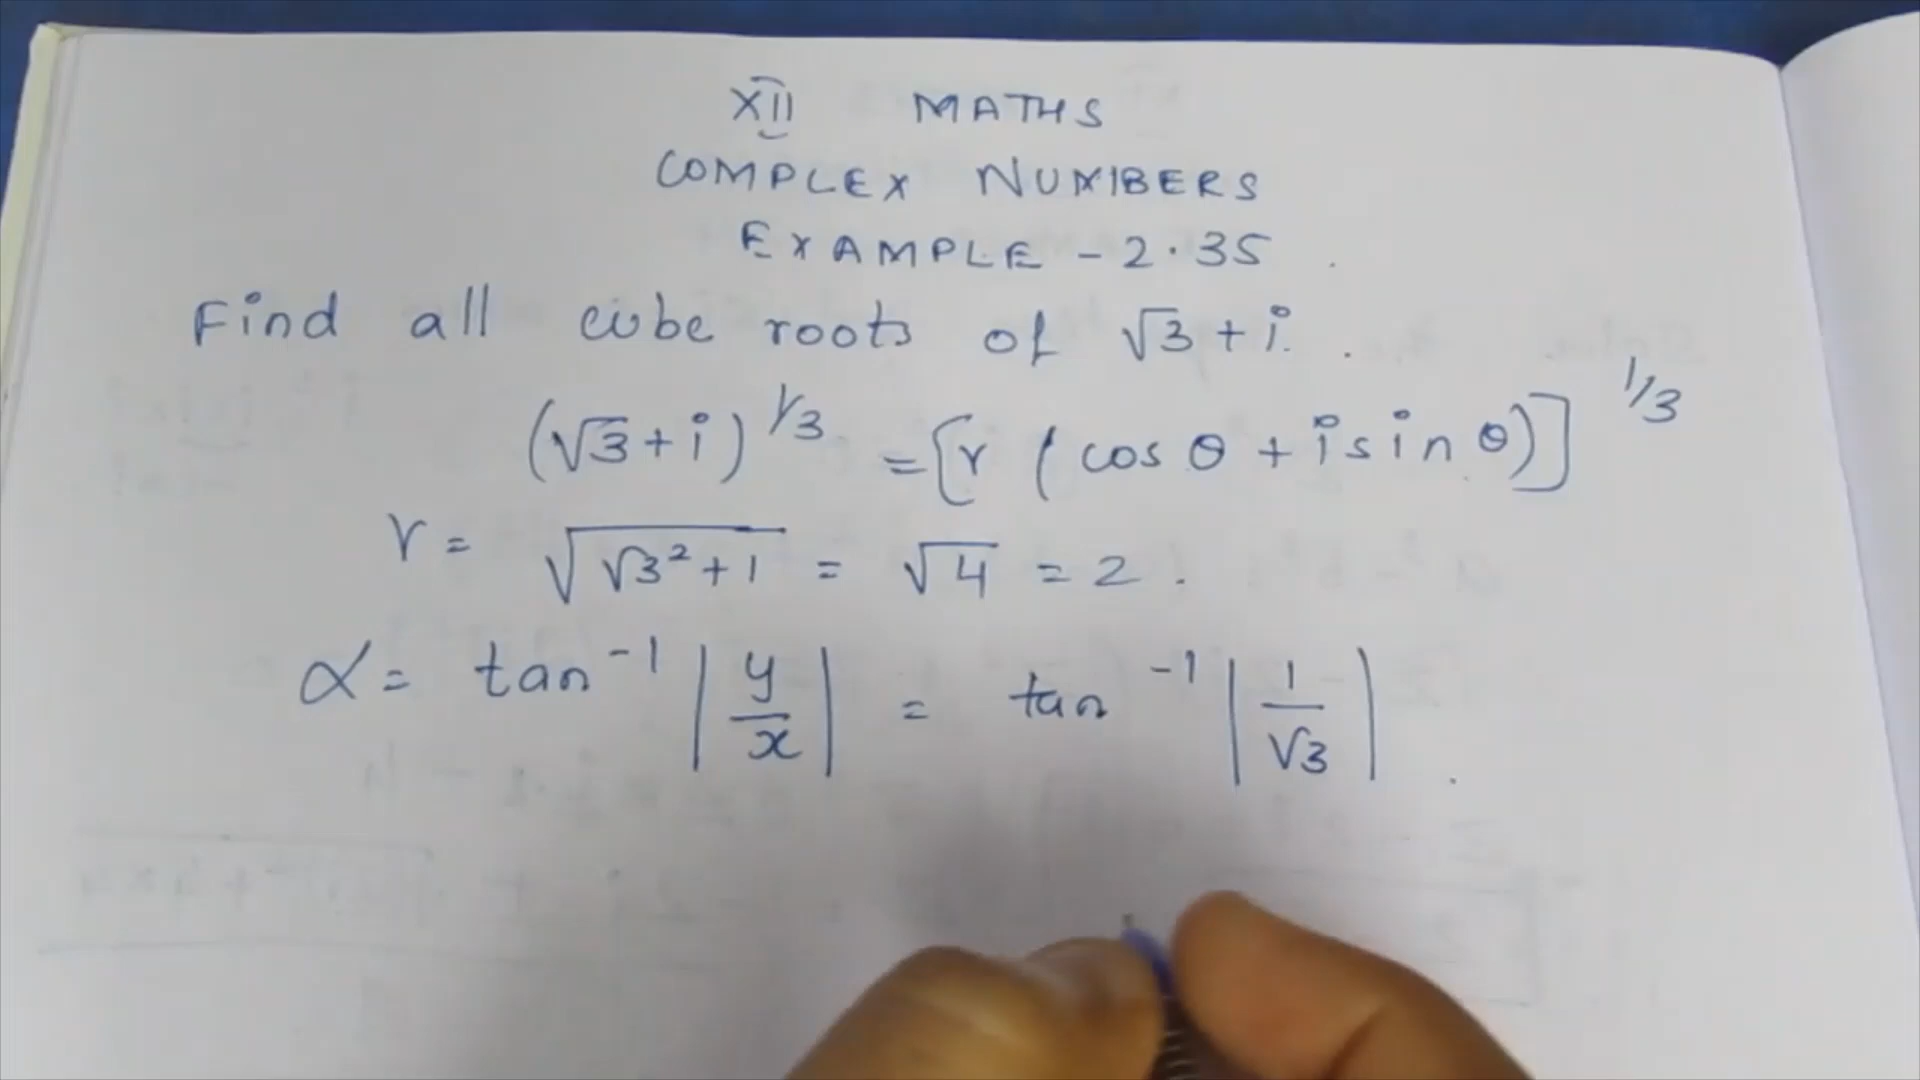 XII MATHS
COMPLEX NUMBERS
EXAMPLE - 2.35
Find all cube roots of √3 + i.
(√3 + i)^1/3 = [r (cos θ + i sin θ)]^1/3
r = √(√3² + 1) = √4 = 2.
α = tan⁻¹ |y/x| = tan⁻¹ |1/√3|